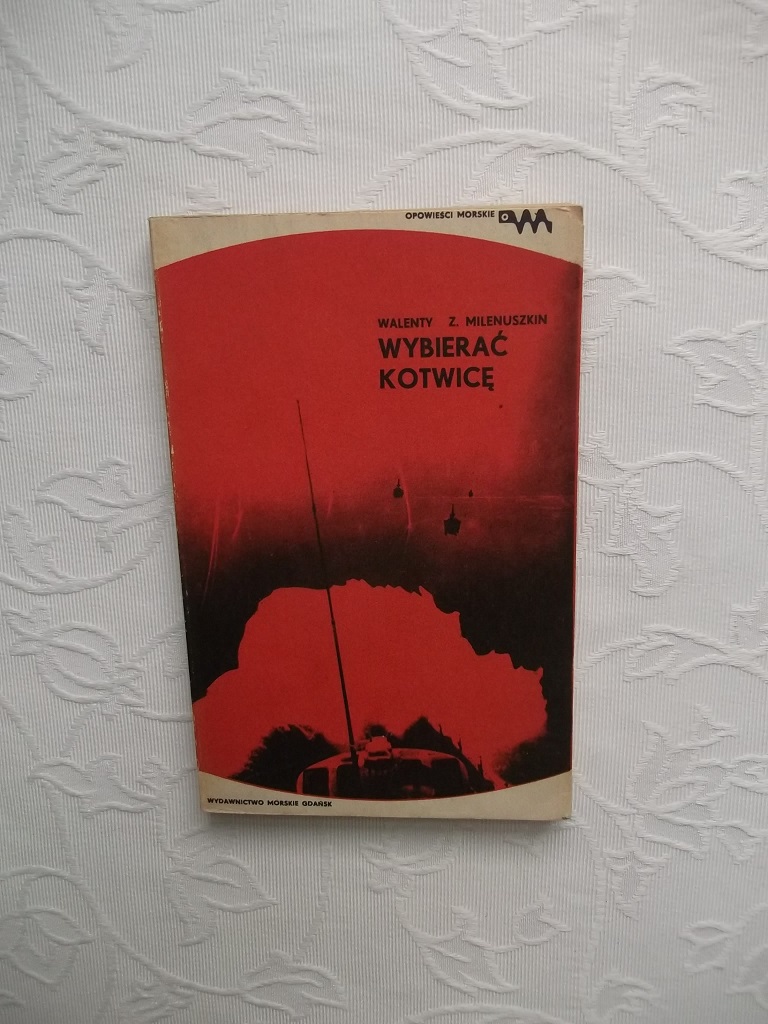 OPOWIEŚCI MORSKIE
WALENTY Z. MILENUSZKIN
WYBIERAĆ
KOTWICĘ
WYDAWNICTWO MORSKIE GDAŃSK